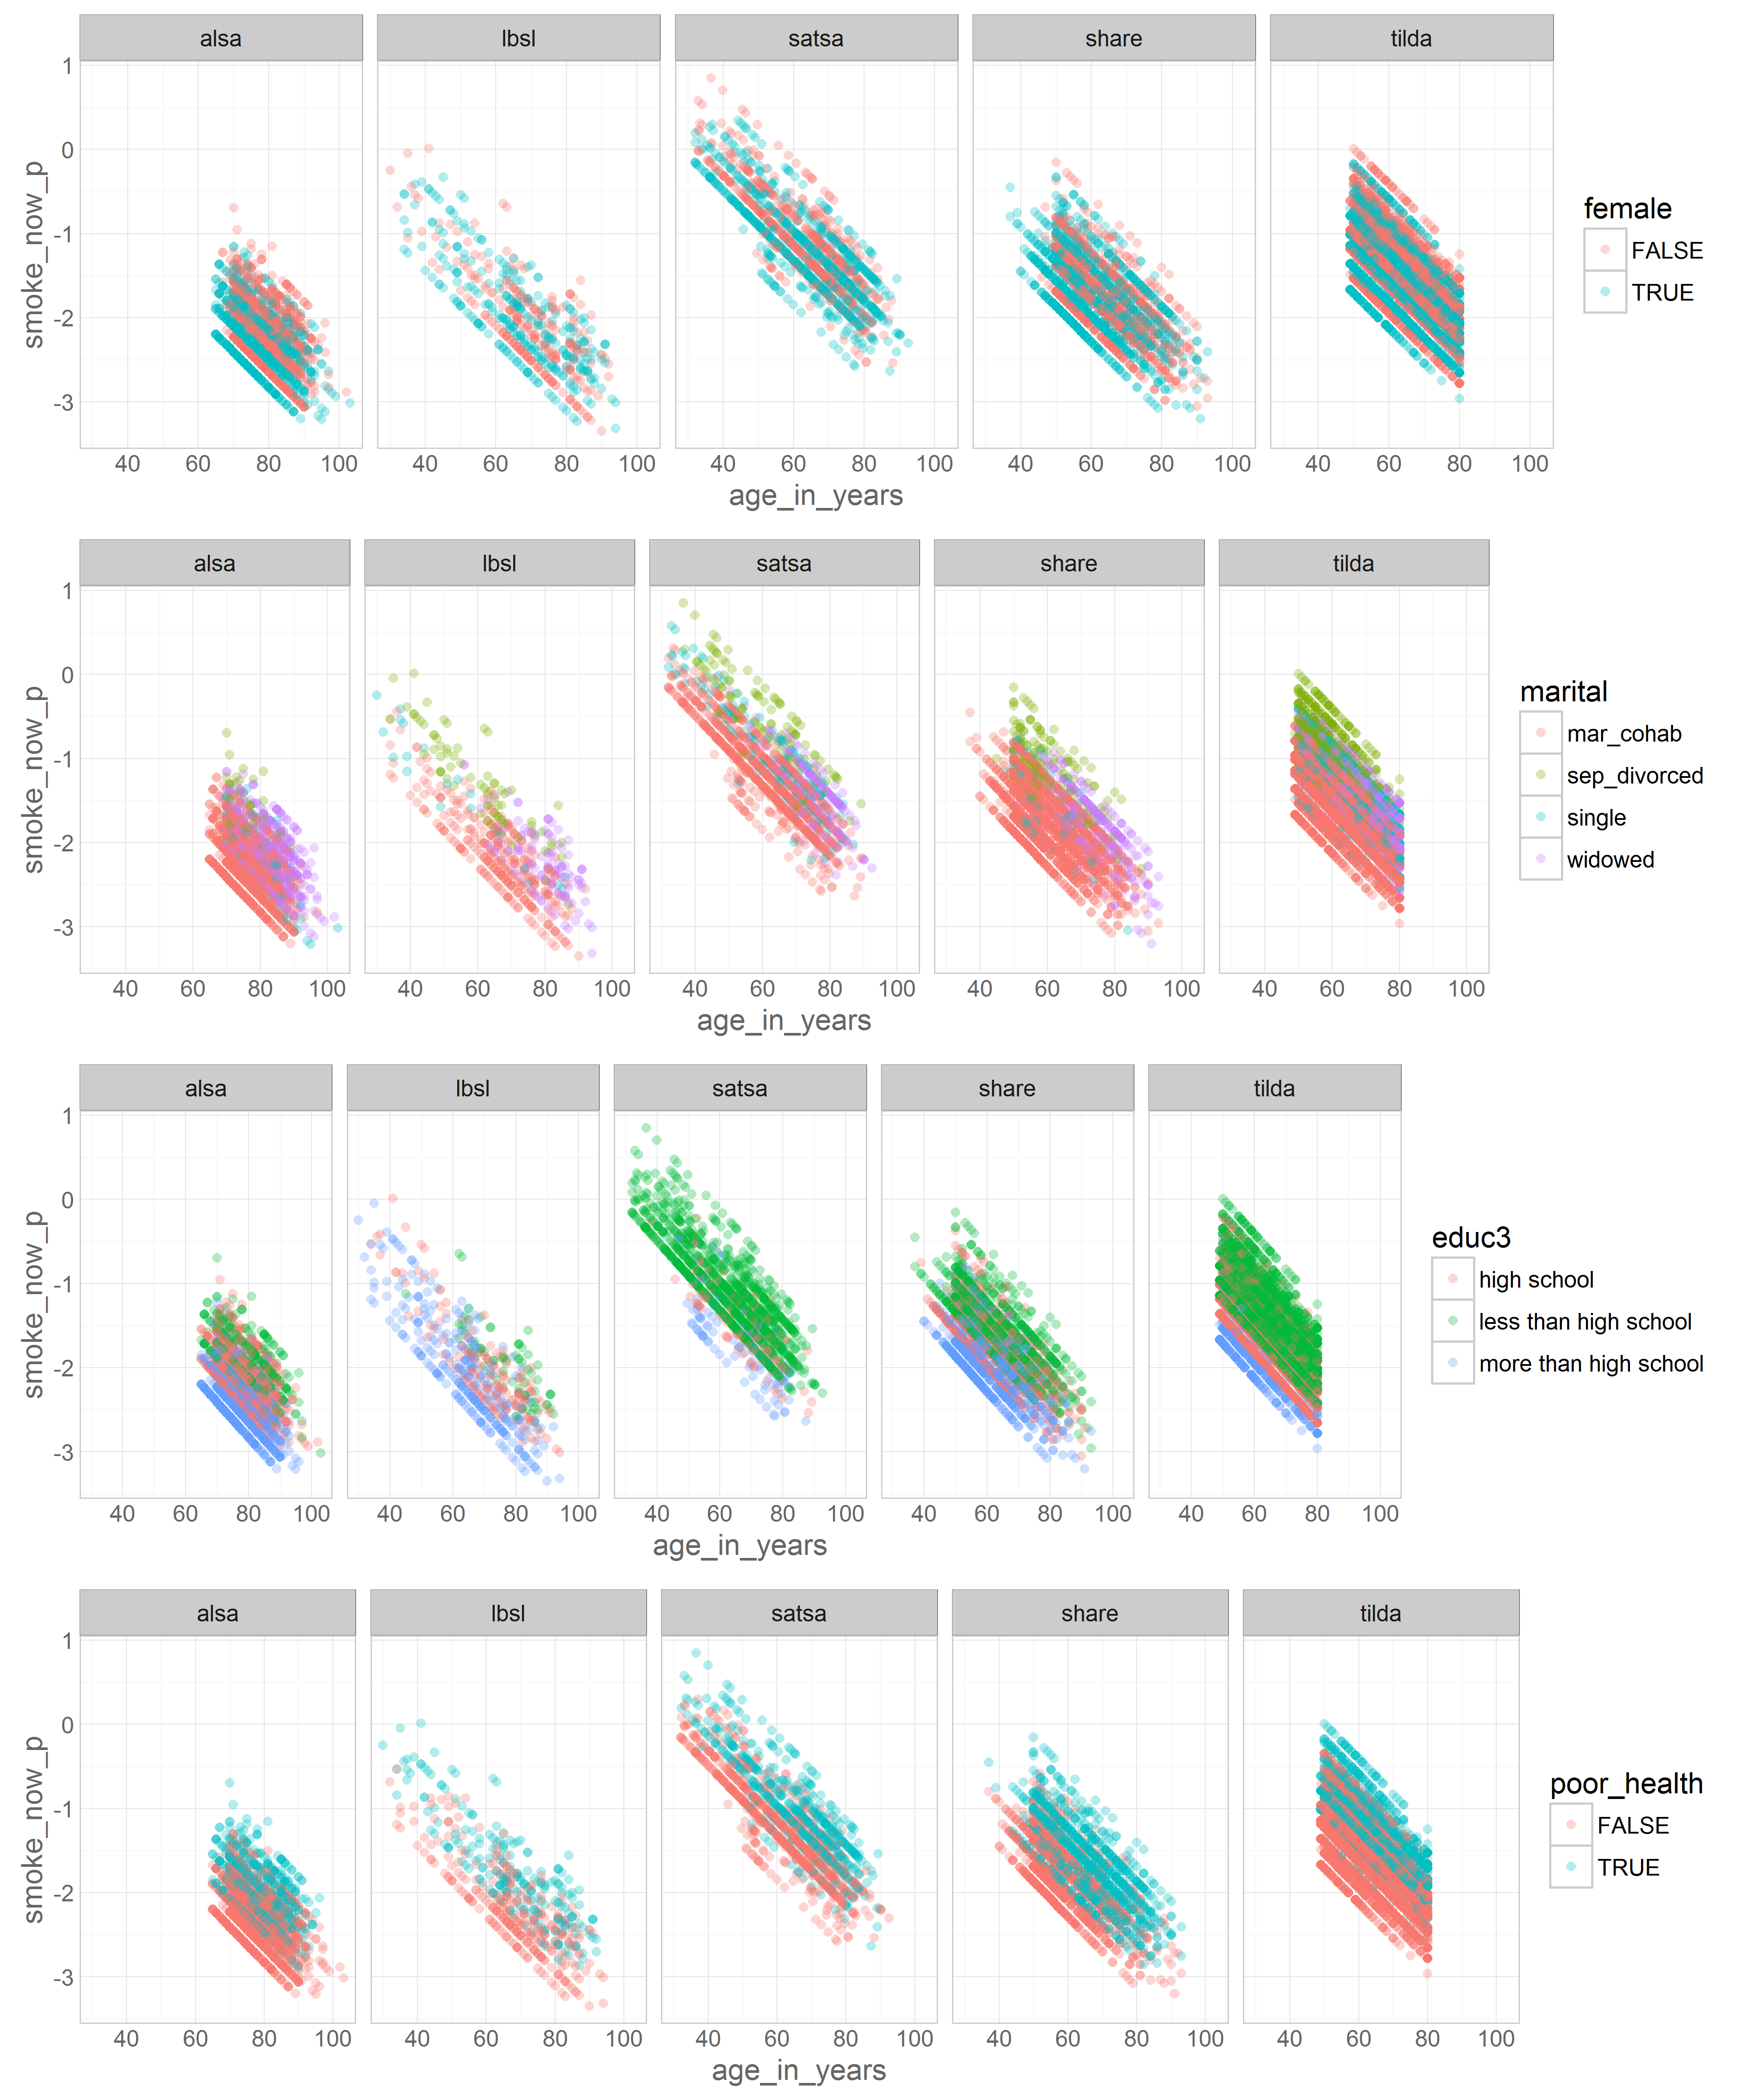 alsa lbsl satsa share tilda
1
0
-1
-2
-3
smoke_now_p
40 60 80 100 40 60 80 100 40 60 80 100 40 60 80 100 40 60 80 100
age_in_years
female
FALSE
TRUE
alsa lbsl satsa share tilda
1
0
-1
-2
-3
smoke_now_p
40 60 80 100 40 60 80 100 40 60 80 100 40 60 80 100 40 60 80 100
age_in_years
marital
mar_cohab
sep_divorced
single
widowed
alsa lbsl satsa share tilda
1
0
-1
-2
-3
smoke_now_p
40 60 80 100 40 60 80 100 40 60 80 100 40 60 80 100 40 60 80 100
age_in_years
educ3
high school
less than high school
more than high school
alsa lbsl satsa share tilda
1
0
-1
-2
-3
smoke_now_p
40 60 80 100 40 60 80 100 40 60 80 100 40 60 80 100 40 60 80 100
age_in_years
poor_health
FALSE
TRUE